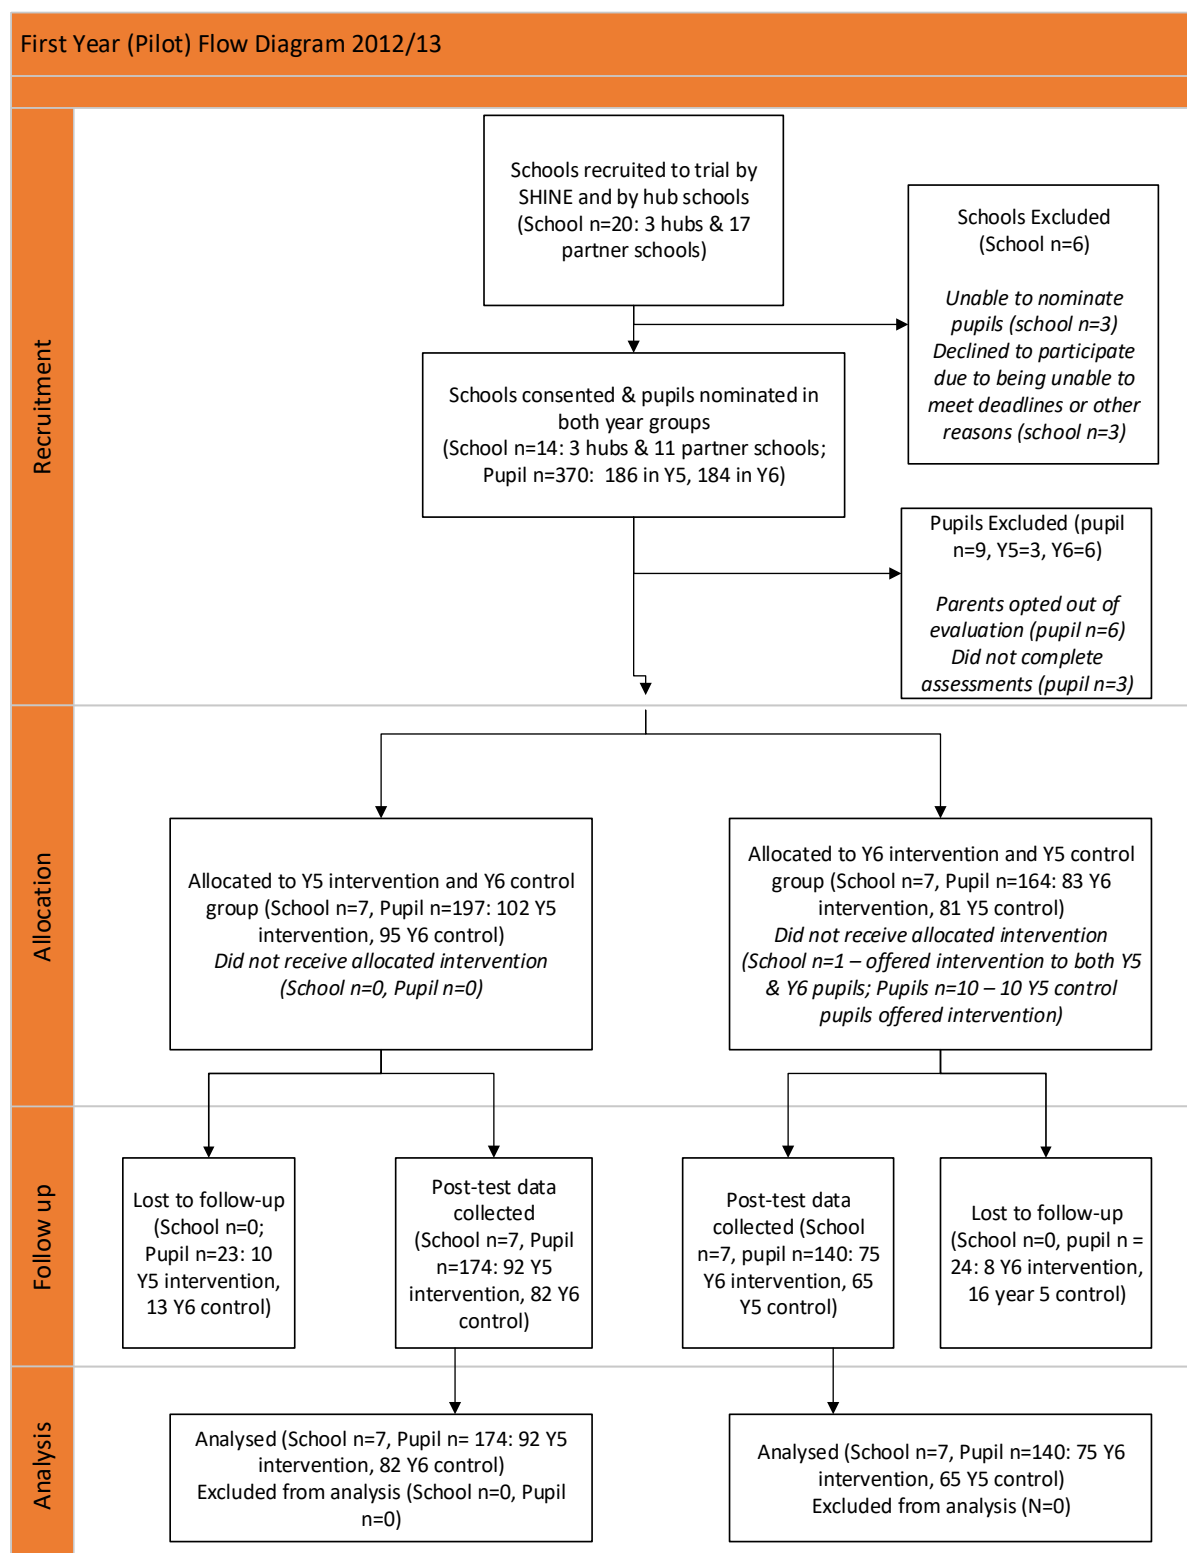 First Year (Pilot) Flow Diagram 2012/13
Recruitment
Schools recruited to trial by
SHINE and by hub schools
(School n=20: 3 hubs & 17
partner schools)
Schools Excluded
(School n=6)
Unable to nominate
pupils (school n=3)
Declined to participate
due to being unable to
meet deadlines or other
reasons (school n=3)
Schools consented & pupils nominated in
both year groups
(School n=14: 3 hubs & 11 partner schools;
Pupil n=370:  186 in Y5, 184 in Y6)
Pupils Excluded (pupil
n=9, Y5=3, Y6=6)
Parents opted out of
evaluation (pupil n=6)
Did not complete
assessments (pupil n=3)
Allocation
Allocated to Y5 intervention and Y6 control
group (School n=7, Pupil n=197: 102 Y5
intervention, 95 Y6 control)
Did not receive allocated intervention
(School n=0, Pupil n=0)
Allocated to Y6 intervention and Y5 control
group (School n=7, Pupil n=164: 83 Y6
intervention, 81 Y5 control)
Did not receive allocated intervention
(School n=1 – offered intervention to both Y5
& Y6 pupils; Pupils n=10 – 10 Y5 control
pupils offered intervention)
Follow up
Lost to follow-up
(School n=0;
Pupil n=23: 10
Y5 intervention,
13 Y6 control)
Post-test data
collected
(School n=7, Pupil
n=174: 92 Y5
intervention, 82 Y6
control)
Post-test data
collected (School
n=7, pupil n=140: 75
Y6 intervention, 65
Y5 control)
Lost to follow-up
(School n=0, pupil n =
24: 8 Y6 intervention,
16 year 5 control)
Analysis
Analysed (School n=7, Pupil n= 174: 92 Y5
intervention, 82 Y6 control)
Excluded from analysis (School n=0, Pupil
n=0)
Analysed (School n=7, Pupil n=140: 75 Y6
intervention, 65 Y5 control)
Excluded from analysis (N=0)